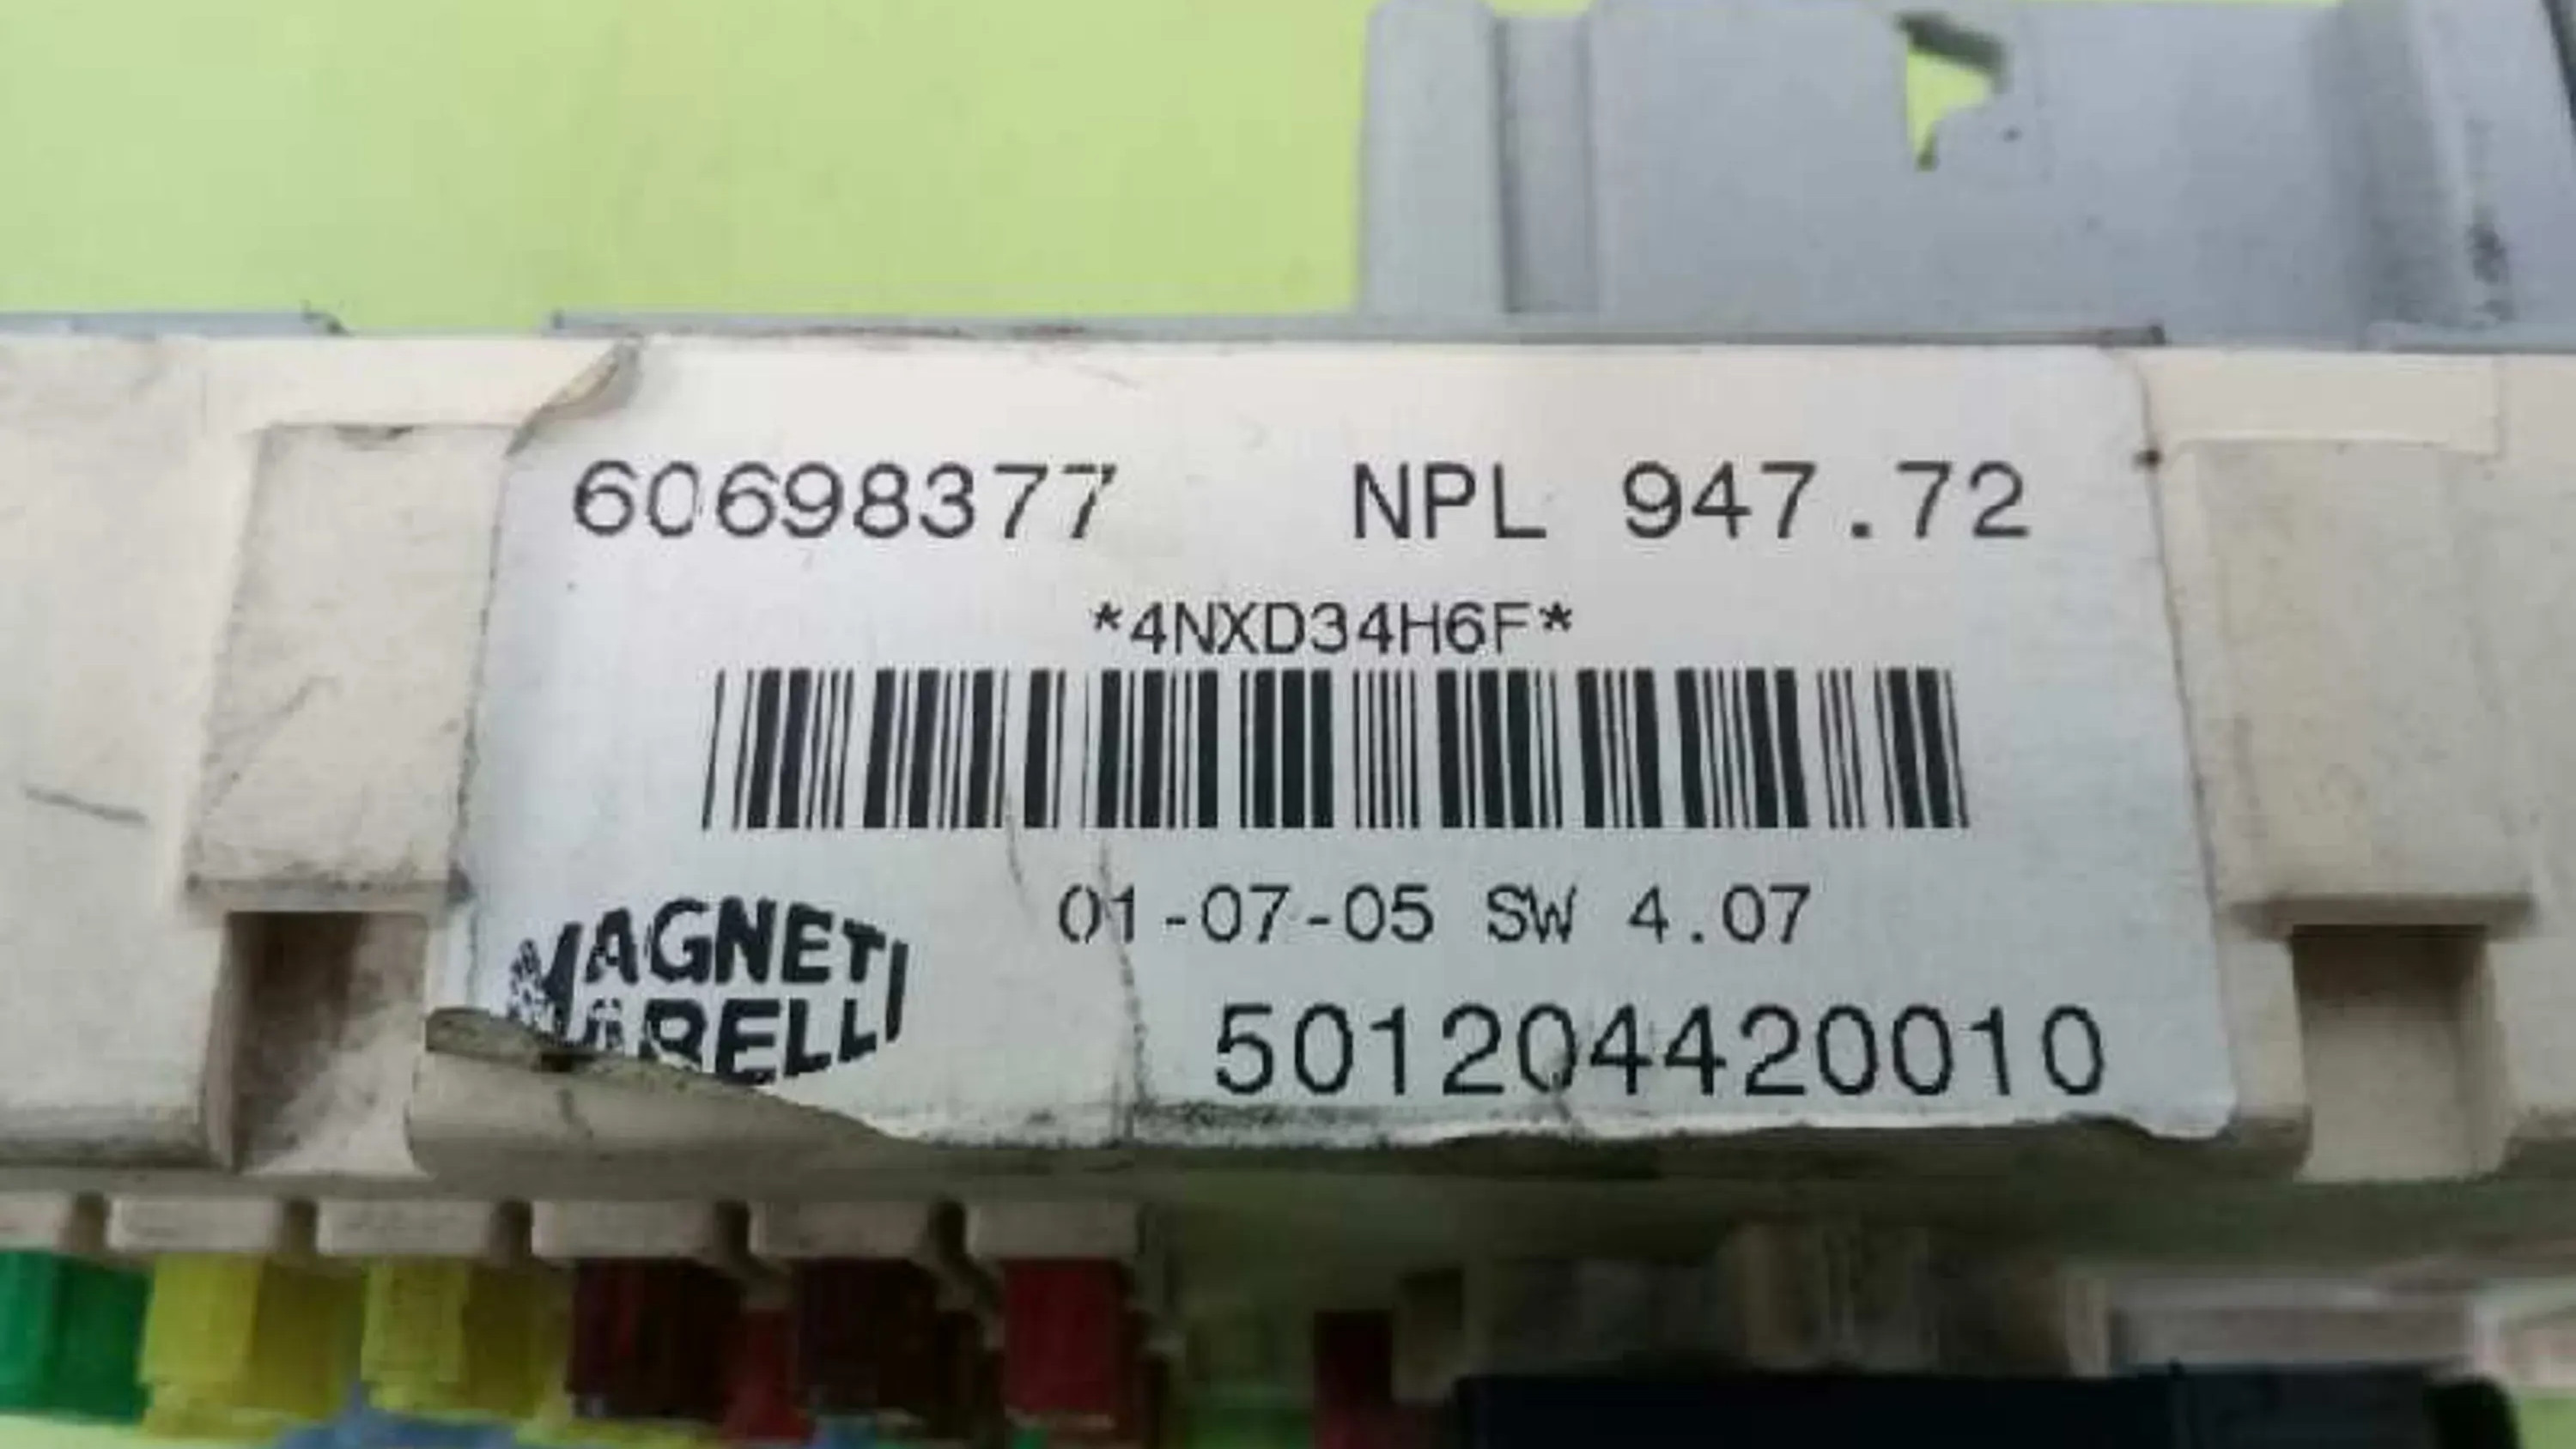 60698377 NPL 947.72
*4NXD34H6F*
01-07-05 SW 4.07
MAGNETI
MARELLI
501204420010